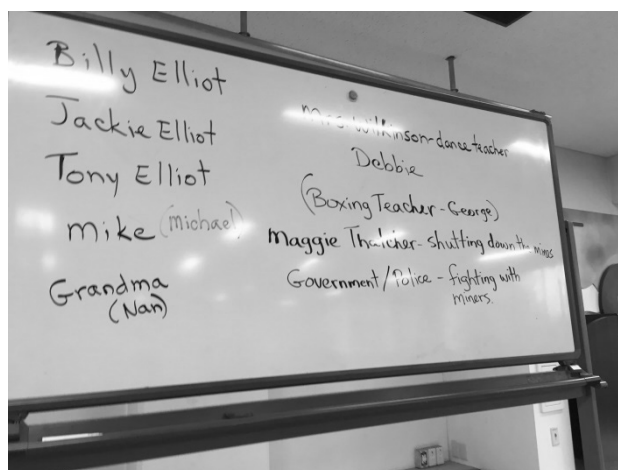 Billy Elliot
Jackie Elliot
Tony Elliot
mike (michael)
Grandma
(Nan)
Mrs. Wilkinson-dance teacher
Debbie
(Boxing Teacher - George)
Maggie Thatcher - shutting down the mines
Government/Police - fighting with
miners.